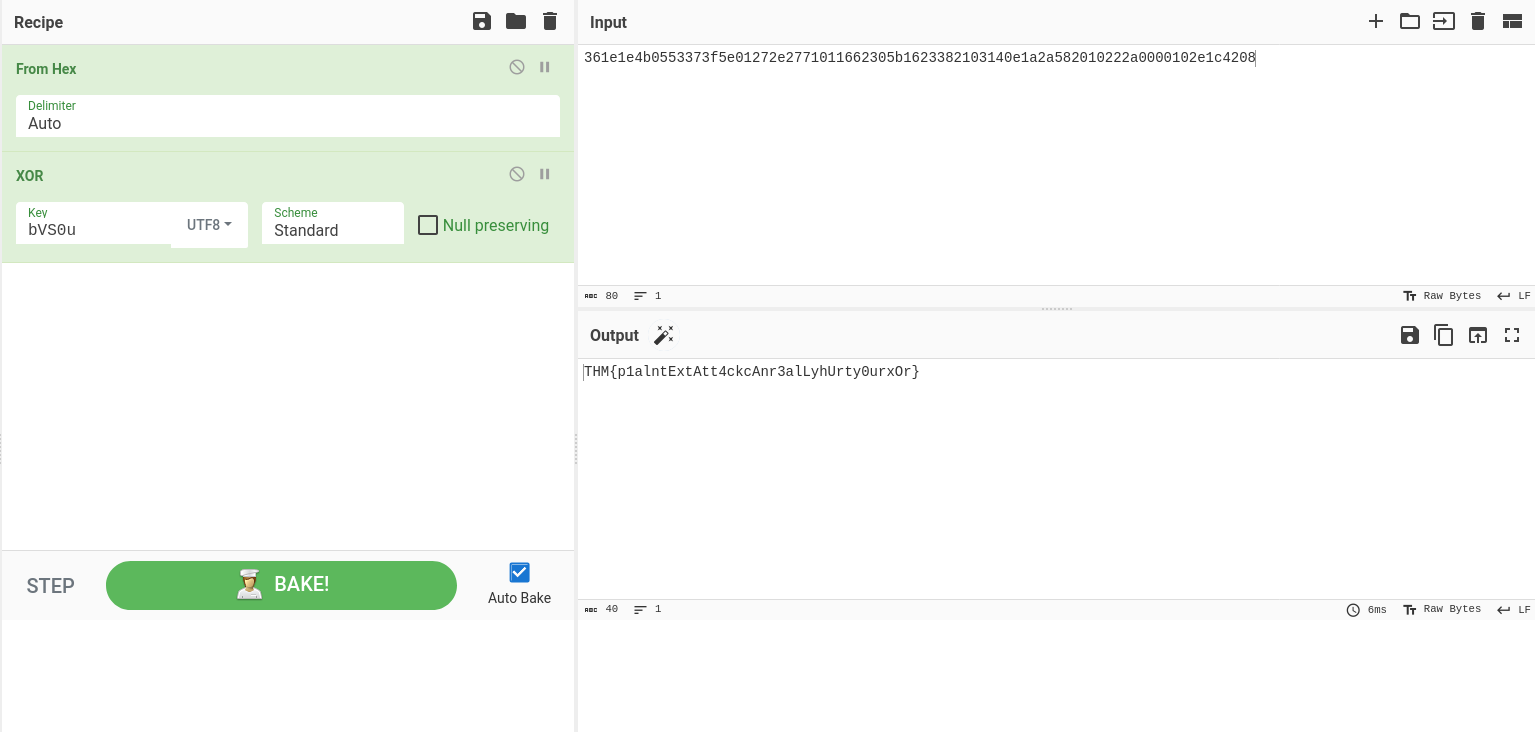 Recipe
From Hex
Delimiter
Auto
XOR
Key
bVS0u
UTF8
Scheme
Standard
Null preserving
STEP
BAKE!
Auto Bake
Input
361e1e4b0553373f5e01272e2771011662305b1623382103140e1a2a582010222a0000102e1c4208
ABC 80 1
Raw Bytes LF
Output
THM{p1alntExtAtt4ckcAnr3alLyhUrty0urxOr}
ABC 40 1
6ms Raw Bytes LF